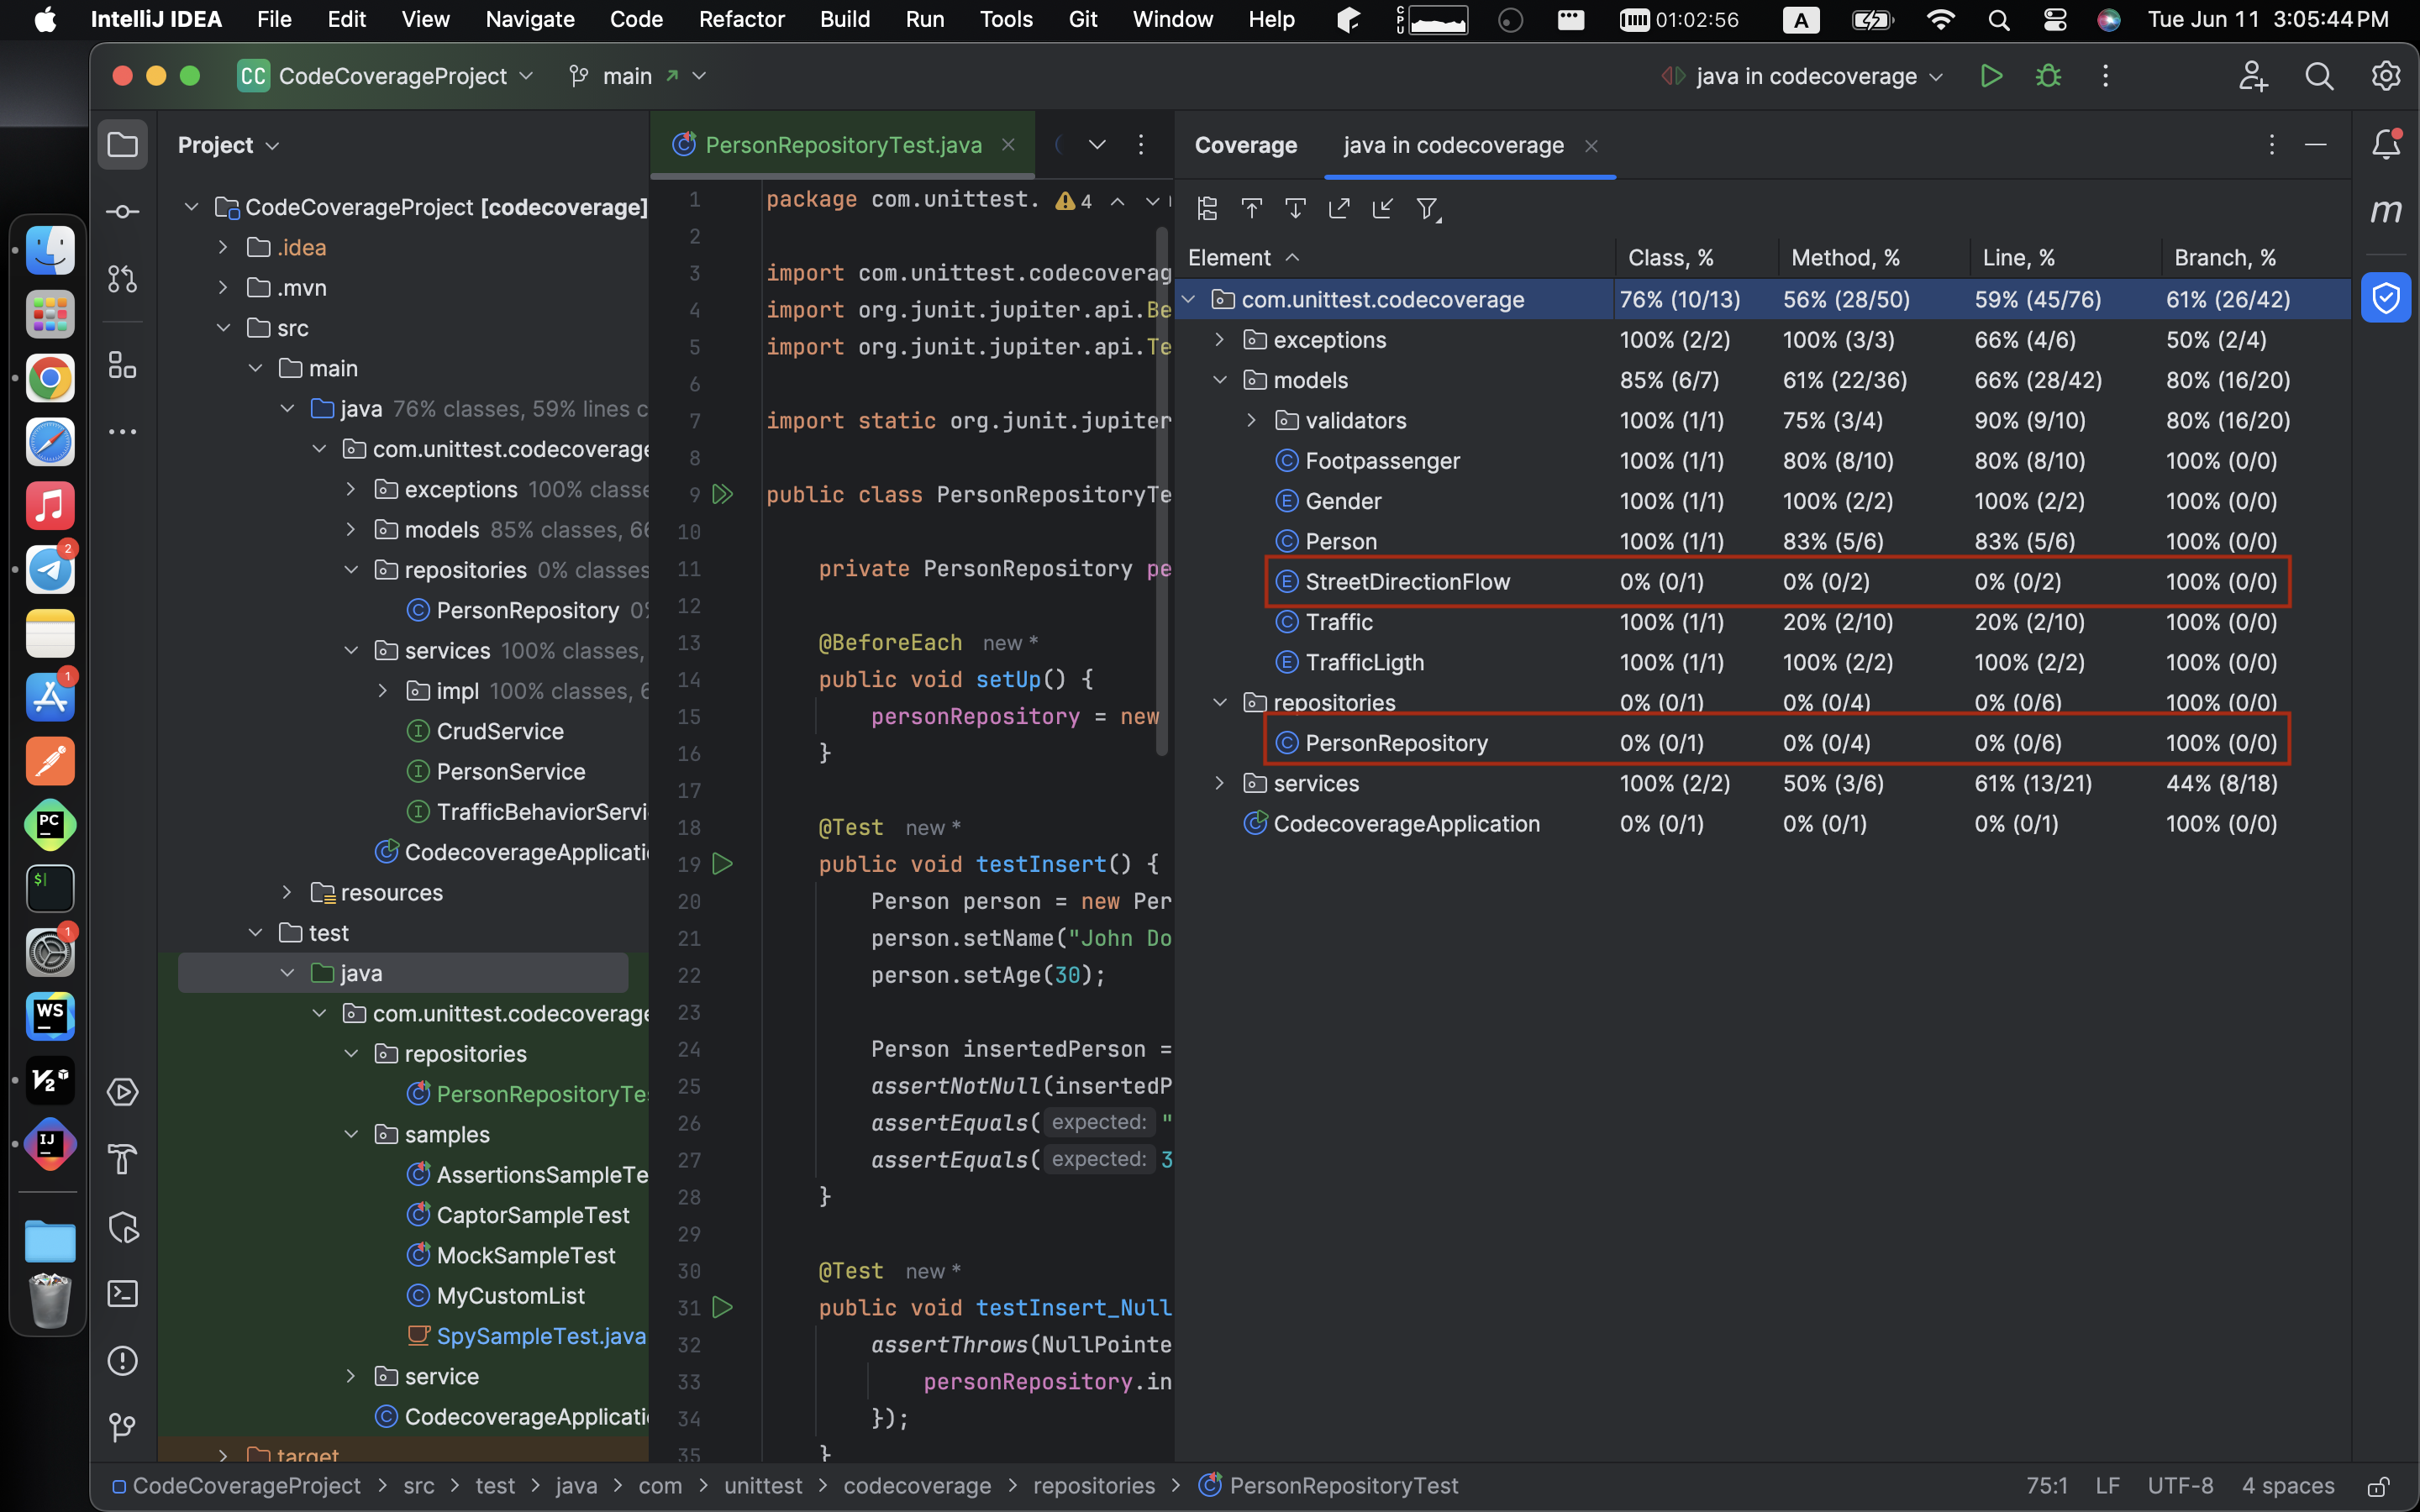 IntelliJ IDEA File Edit View Navigate Code Refactor Build Run Tools Git Window Help CPU 01:02:56 A Tue Jun 11 3:05:44 PM
CC CodeCoverageProject main java in codecoverage
Project
CodeCoverageProject [codecoverage]
.idea
.mvn
src
main
java 76% classes, 59% lines c
com.unittest.codecoverage
exceptions 100% classe
models 85% classes, 66
repositories 0% classes
PersonRepository 0%
services 100% classes,
impl 100% classes, 6
CrudService
PersonService
TrafficBehaviorServi
CodecoverageApplicati
resources
test
java
com.unittest.codecoverage
repositories
PersonRepositoryTes
samples
AssertionsSampleTe
CaptorSampleTest
MockSampleTest
MyCustomList
SpySampleTest.java
service
CodecoverageApplicati
target
PersonRepositoryTest.java
1 package com.unittest. 4
2
3 import com.unittest.codecoverag
4 import org.junit.jupiter.api.Be
5 import org.junit.jupiter.api.Te
6
7 import static org.junit.jupiter
8
9 public class PersonRepositoryTe
10
11 private PersonRepository pe
12
13 @BeforeEach new *
14 public void setUp() {
15 personRepository = new
16 }
17
18 @Test new *
19 public void testInsert() {
20 Person person = new Per
21 person.setName("John Do
22 person.setAge(30);
23
24 Person insertedPerson =
25 assertNotNull(insertedP
26 assertEquals( expected: "
27 assertEquals( expected: 3
28 }
29
30 @Test new *
31 public void testInsert_Null
32 assertThrows(NullPointe
33 personRepository.in
34 });
35 }
Coverage java in codecoverage
Element Class, % Method, % Line, % Branch, %
com.unittest.codecoverage 76% (10/13) 56% (28/50) 59% (45/76) 61% (26/42)
exceptions 100% (2/2) 100% (3/3) 66% (4/6) 50% (2/4)
models 85% (6/7) 61% (22/36) 66% (28/42) 80% (16/20)
validators 100% (1/1) 75% (3/4) 90% (9/10) 80% (16/20)
C Footpassenger 100% (1/1) 80% (8/10) 80% (8/10) 100% (0/0)
E Gender 100% (1/1) 100% (2/2) 100% (2/2) 100% (0/0)
C Person 100% (1/1) 83% (5/6) 83% (5/6) 100% (0/0)
E StreetDirectionFlow 0% (0/1) 0% (0/2) 0% (0/2) 100% (0/0)
C Traffic 100% (1/1) 20% (2/10) 20% (2/10) 100% (0/0)
E TrafficLigth 100% (1/1) 100% (2/2) 100% (2/2) 100% (0/0)
repositories 0% (0/1) 0% (0/4) 0% (0/6) 100% (0/0)
C PersonRepository 0% (0/1) 0% (0/4) 0% (0/6) 100% (0/0)
services 100% (2/2) 50% (3/6) 61% (13/21) 44% (8/18)
CodecoverageApplication 0% (0/1) 0% (0/1) 0% (0/1) 100% (0/0)
m
2
1
PC
$
1
WS
V2
IJ
CodeCoverageProject > src > test > java > com > unittest > codecoverage > repositories > PersonRepositoryTest 75:1 LF UTF-8 4 spaces